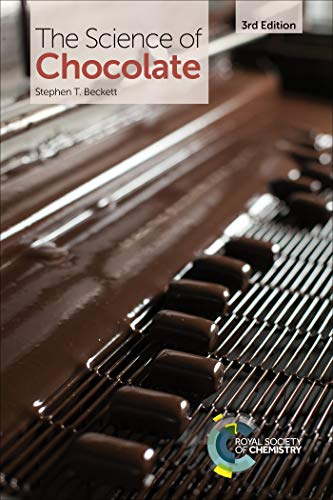 The Science of
Chocolate
Stephen T. Beckett
3rd Edition
ROYAL SOCIETY
OF CHEMISTRY